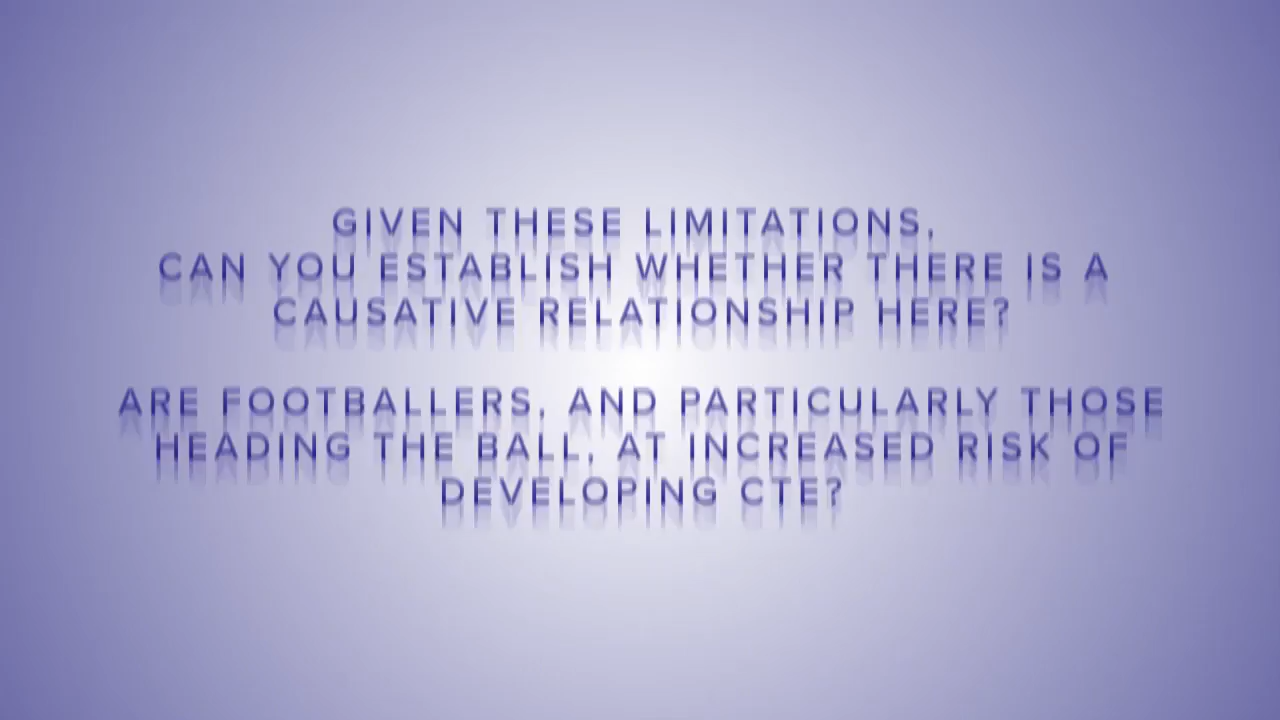 GIVEN THESE LIMITATIONS,
CAN YOU ESTABLISH WHETHER THERE IS A
CAUSATIVE RELATIONSHIP HERE?
ARE FOOTBALLERS, AND PARTICULARLY THOSE
HEADING THE BALL, AT INCREASED RISK OF
DEVELOPING CTE?